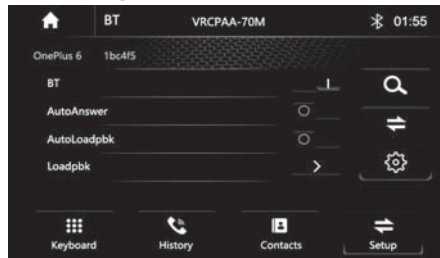 BT VRCPAA-70M 01:55
OnePlus 6 1bc4f5
BT
AutoAnswer
AutoLoadpbk
Loadpbk
Keyboard History Contacts Setup